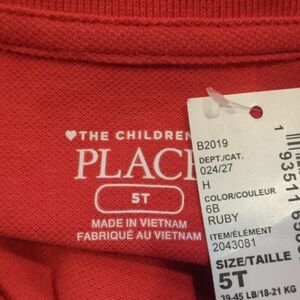 ♥THE CHILDREN
PLAC
5T
MADE IN VIETNAM
FABRIQUÉ AU VIETNAM
B2019
DEPT./CAT.
024/27
H
COLOR/COULEUR
6B
RUBY
ITEM/ÉLÉMENT
2043081
SIZE/TAILLE
5T
39-45 LB/18-21 KG